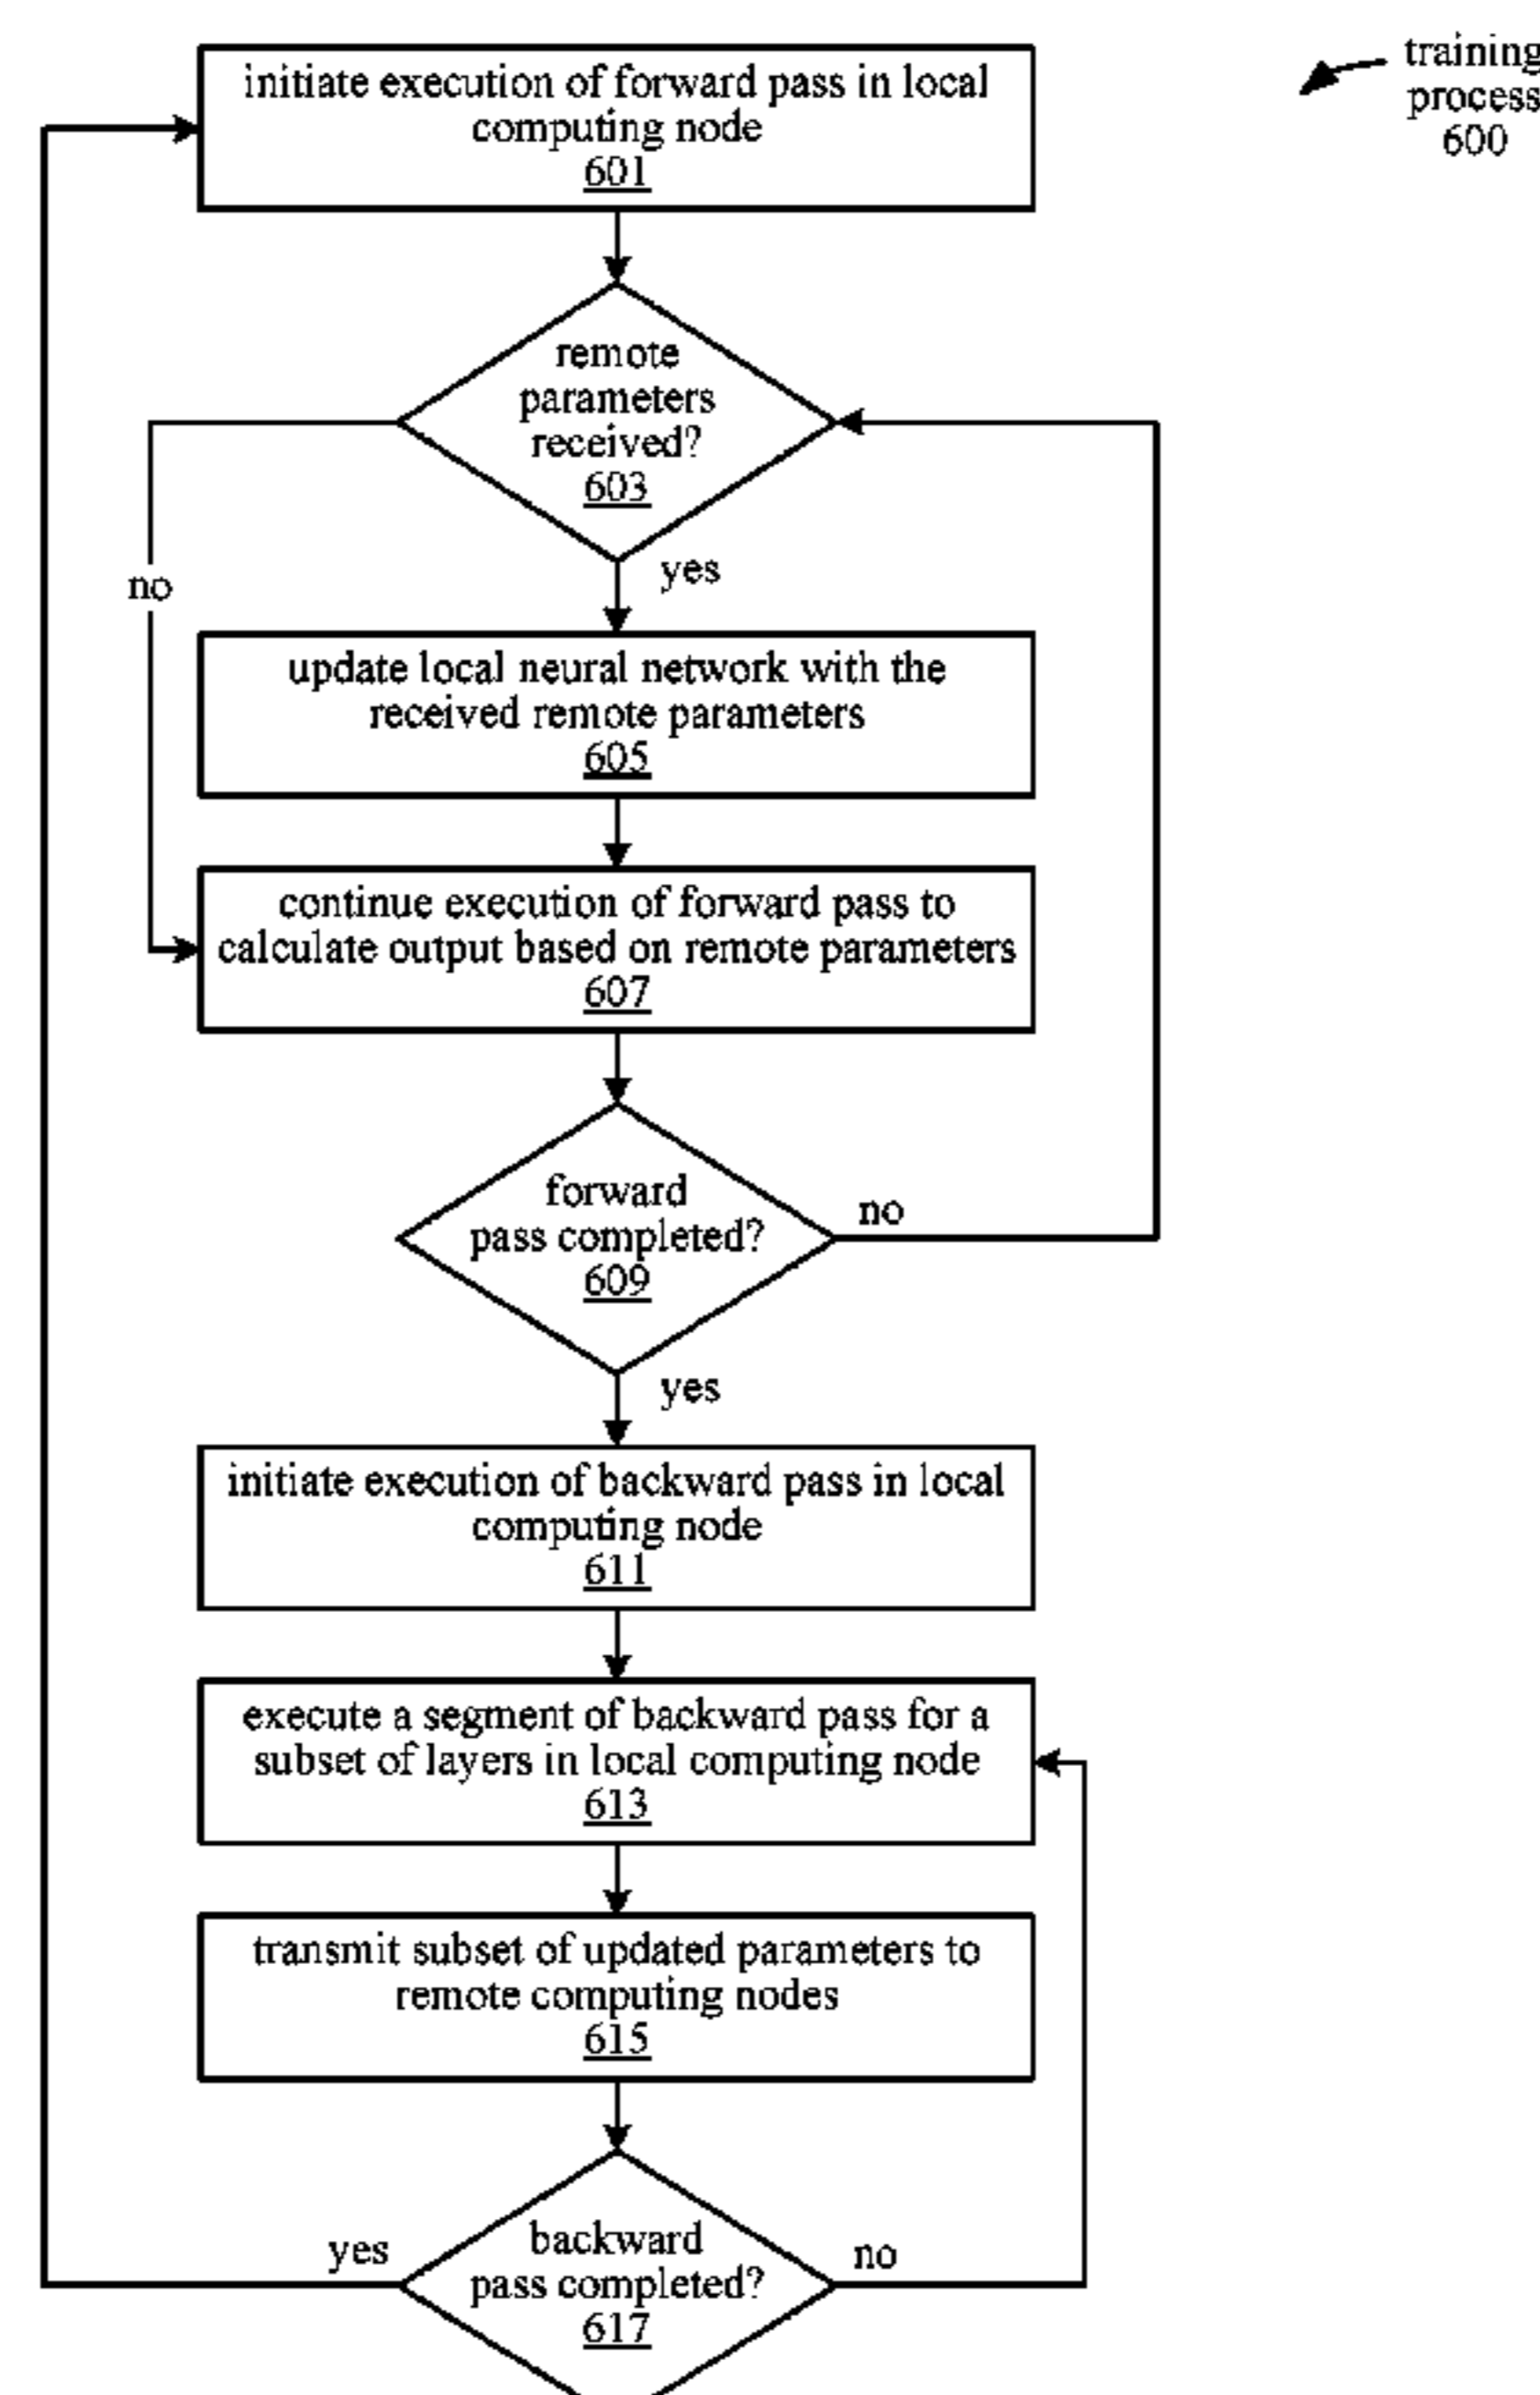 training
process
600
initiate execution of forward pass in local
computing node
601
remote
parameters
received?
603
no
yes
update local neural network with the
received remote parameters
605
continue execution of forward pass to
calculate output based on remote parameters
607
forward
pass completed?
609
no
yes
initiate execution of backward pass in local
computing node
611
execute a segment of backward pass for a
subset of layers in local computing node
613
transmit subset of updated parameters to
remote computing nodes
615
yes
backward
pass completed?
617
no